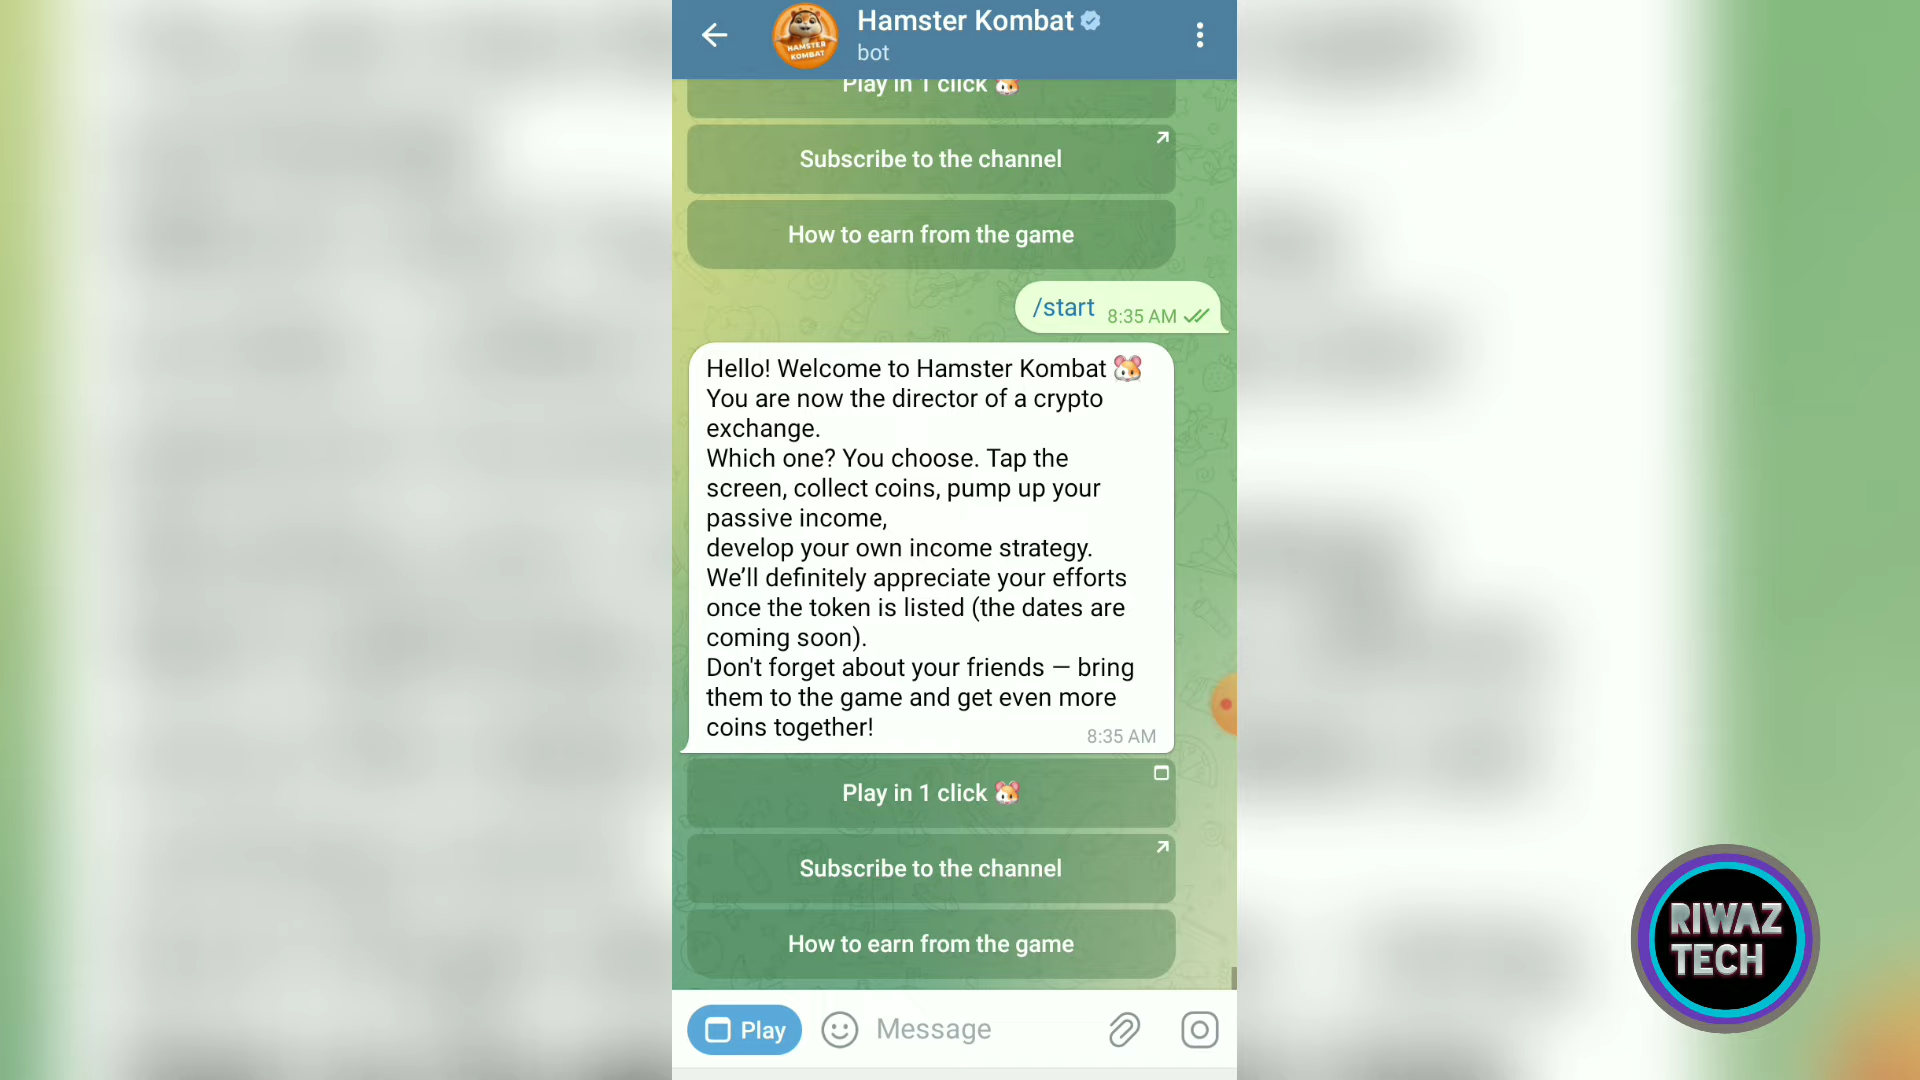 Hamster Kombat
bot
Play in 1 click 🐹
Subscribe to the channel
How to earn from the game
/start
8:35 AM
Hello! Welcome to Hamster Kombat 🐹
You are now the director of a crypto
exchange.
Which one? You choose. Tap the
screen, collect coins, pump up your
passive income,
develop your own income strategy.
We’ll definitely appreciate your efforts
once the token is listed (the dates are
coming soon).
Don't forget about your friends — bring
them to the game and get even more
coins together!
8:35 AM
Play in 1 click 🐹
Subscribe to the channel
How to earn from the game
Play
Message
HAMSTER
KOMBAT
RIWAZ
TECH